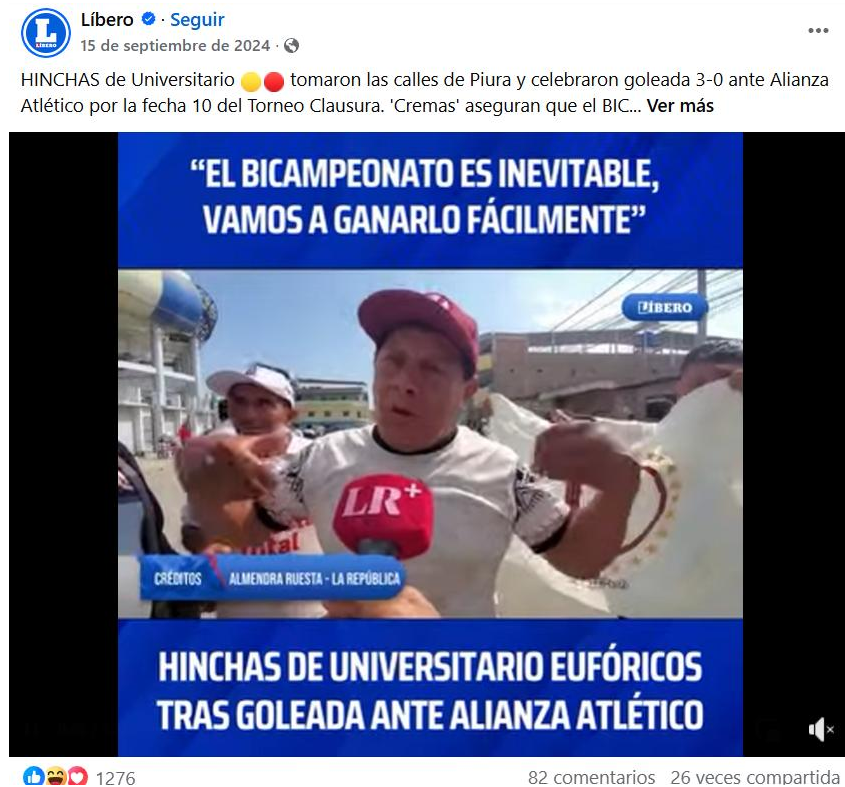 Líbero · Seguir
15 de septiembre de 2024 ·
HINCHAS de Universitario 🟡🔴 tomaron las calles de Piura y celebraron goleada 3-0 ante Alianza
Atlético por la fecha 10 del Torneo Clausura. 'Cremas' aseguran que el BIC... Ver más
“EL BICAMPEONATO ES INEVITABLE,
VAMOS A GANARLO FÁCILMENTE”
LÍBERO
LR+
CRÉDITOS ALMENDRA RUESTA - LA REPÚBLICA
HINCHAS DE UNIVERSITARIO EUFÓRICOS
TRAS GOLEADA ANTE ALIANZA ATLÉTICO
1276 82 comentarios 26 veces compartida